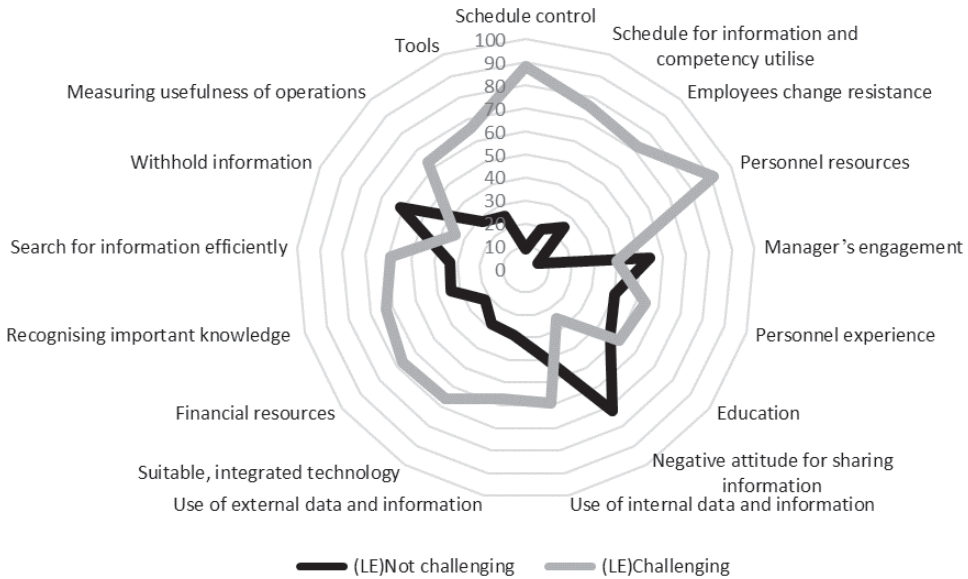 Schedule control
Schedule for information and
competency utilise
Employees change resistance
Personnel resources
Manager's engagement
Personnel experience
Education
Negative attitude for sharing
information
Use of internal data and information
Use of external data and information
Suitable, integrated technology
Financial resources
Recognising important knowledge
Search for information efficiently
Withhold information
Measuring usefulness of operations
Tools
100
90
80
70
60
50
40
30
20
10
0
(LE)Not challenging
(LE)Challenging